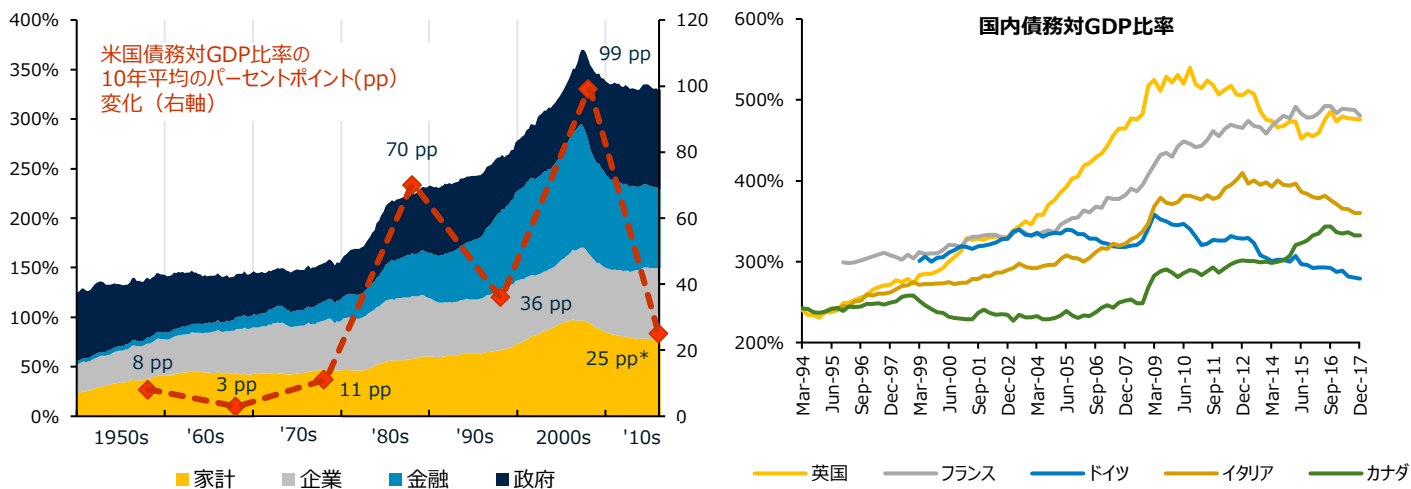 400%
350%
300%
250%
200%
150%
100%
50%
0%
120
100
80
60
40
20
0
米国債務対GDP比率の
10年平均のパーセントポイント(pp)
変化（右軸）
8 pp
3 pp
11 pp
70 pp
36 pp
99 pp
25 pp*
1950s
'60s
'70s
'80s
'90s
2000s
'10s
家計
企業
金融
政府
国内債務対GDP比率
600%
500%
400%
300%
200%
Mar-94
Jun-95
Sep-96
Dec-97
Mar-99
Jun-00
Sep-01
Dec-02
Mar-04
Jun-05
Sep-06
Dec-07
Mar-09
Jun-10
Sep-11
Dec-12
Mar-14
Jun-15
Sep-16
Dec-17
英国
フランス
ドイツ
イタリア
カナダ